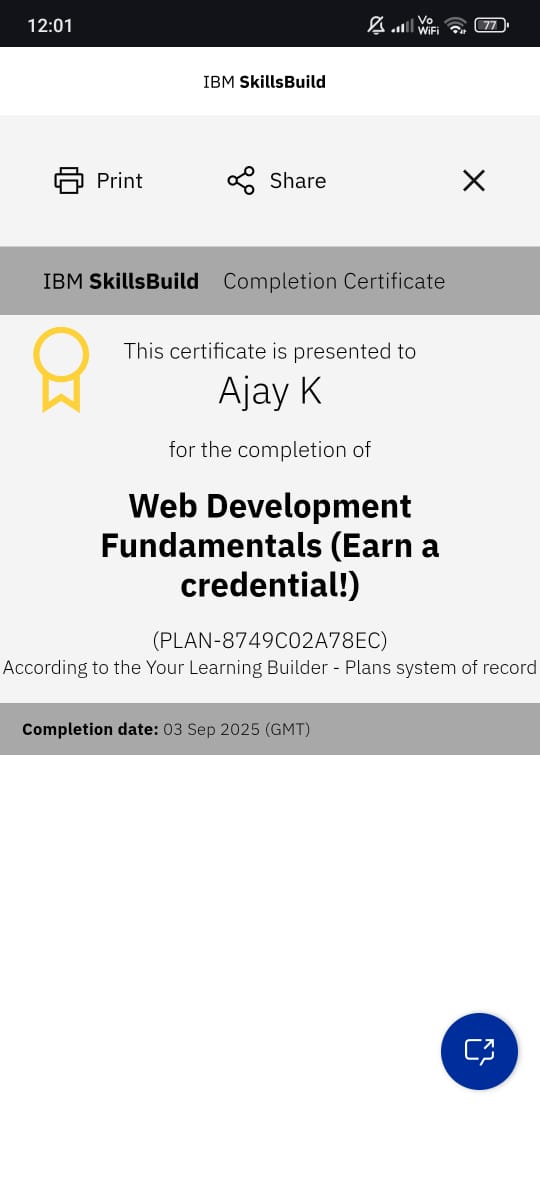 12:01
Vo
WiFi
77
IBM SkillsBuild
Print
Share
IBM SkillsBuild Completion Certificate
This certificate is presented to
Ajay K
for the completion of
Web Development
Fundamentals (Earn a
credential!)
(PLAN-8749C02A78EC)
According to the Your Learning Builder - Plans system of record
Completion date: 03 Sep 2025 (GMT)